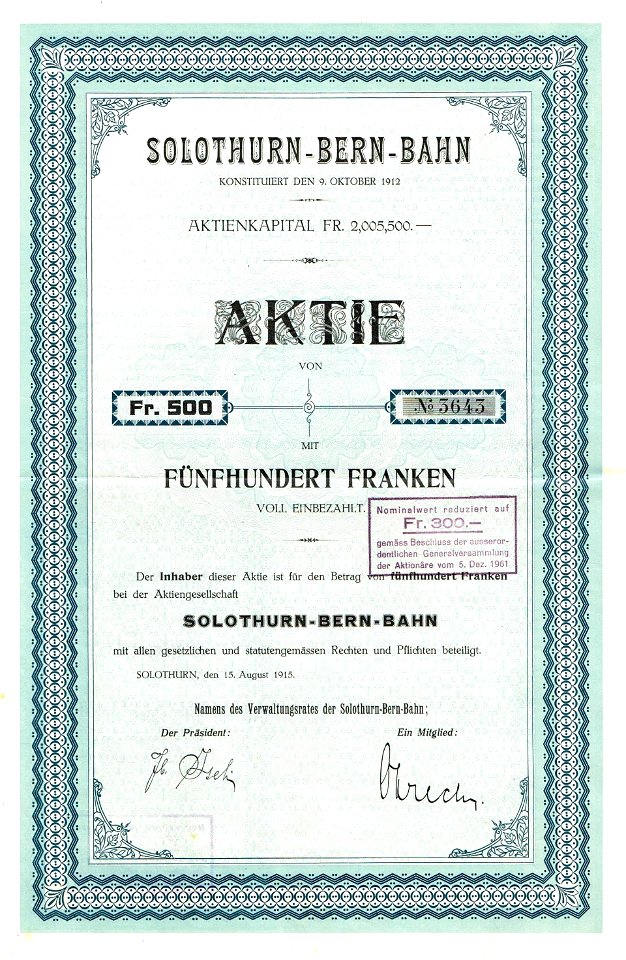 SOLOTHURN-BERN-BAHN
KONSTITUIERT DEN 9. OKTOBER 1912
AKTIENKAPITAL FR. 2,005,500.—
AKTIE
VON
Fr. 500
№ 3643
MIT
FÜNFHUNDERT FRANKEN
VOLL EINBEZAHLT.
Nominalwert reduziert auf
Fr. 300.—
gemäss Beschluss der ausseror-
dentlichen Generalversammlung
der Aktionäre vom 5. Dez. 1961
Der Inhaber dieser Aktie ist für den Betrag von fünfhundert Franken
bei der Aktiengesellschaft
SOLOTHURN-BERN-BAHN
mit allen gesetzlichen und statutengemässen Rechten und Pflichten beteiligt.
SOLOTHURN, den 15. August 1915.
Namens des Verwaltungsrates der Solothurn-Bern-Bahn:
Der Präsident:
Ein Mitglied: